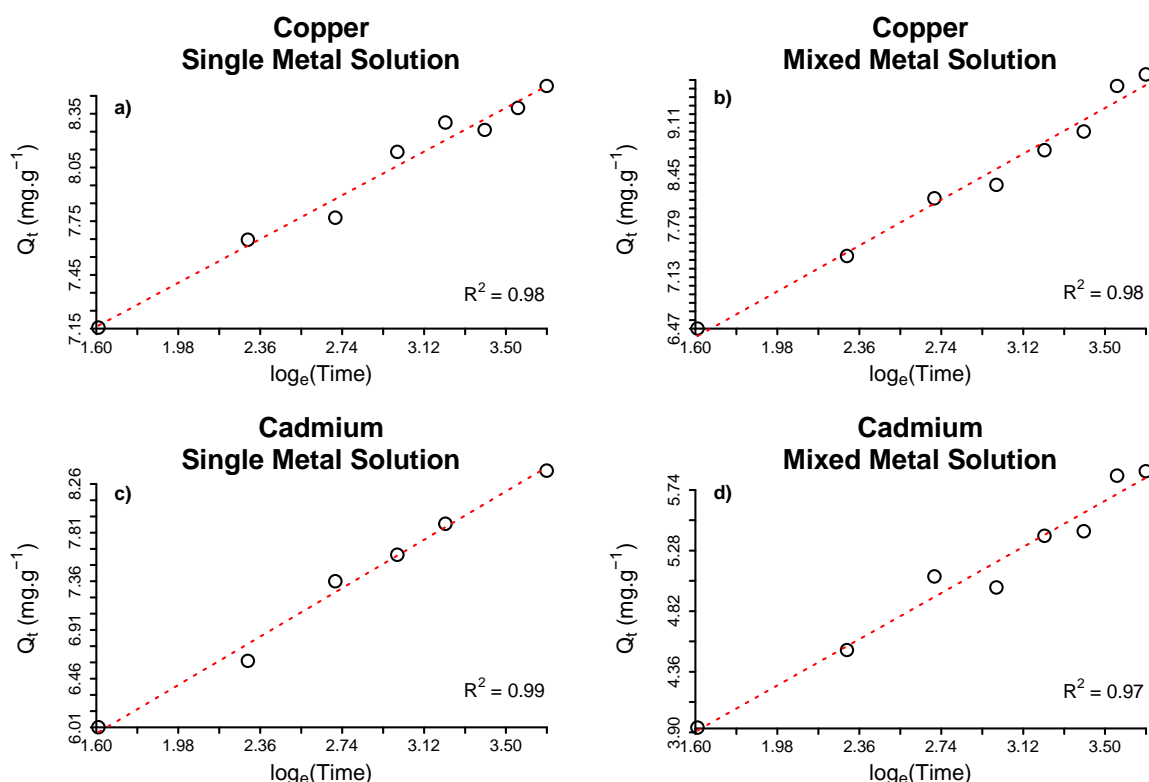 Copper
Single Metal Solution
a)
8.35
8.05
7.75
7.45
7.15
Qt (mg.g−1)
R2 = 0.98
1.60 1.98 2.36 2.74 3.12 3.50
loge(Time)
Copper
Mixed Metal Solution
b)
9.11
8.45
7.79
7.13
6.47
Qt (mg.g−1)
R2 = 0.98
1.60 1.98 2.36 2.74 3.12 3.50
loge(Time)
Cadmium
Single Metal Solution
c)
8.26
7.81
7.36
6.91
6.46
6.01
Qt (mg.g−1)
R2 = 0.99
1.60 1.98 2.36 2.74 3.12 3.50
loge(Time)
Cadmium
Mixed Metal Solution
d)
5.74
5.28
4.82
4.36
3.90
Qt (mg.g−1)
R2 = 0.97
1.60 1.98 2.36 2.74 3.12 3.50
loge(Time)